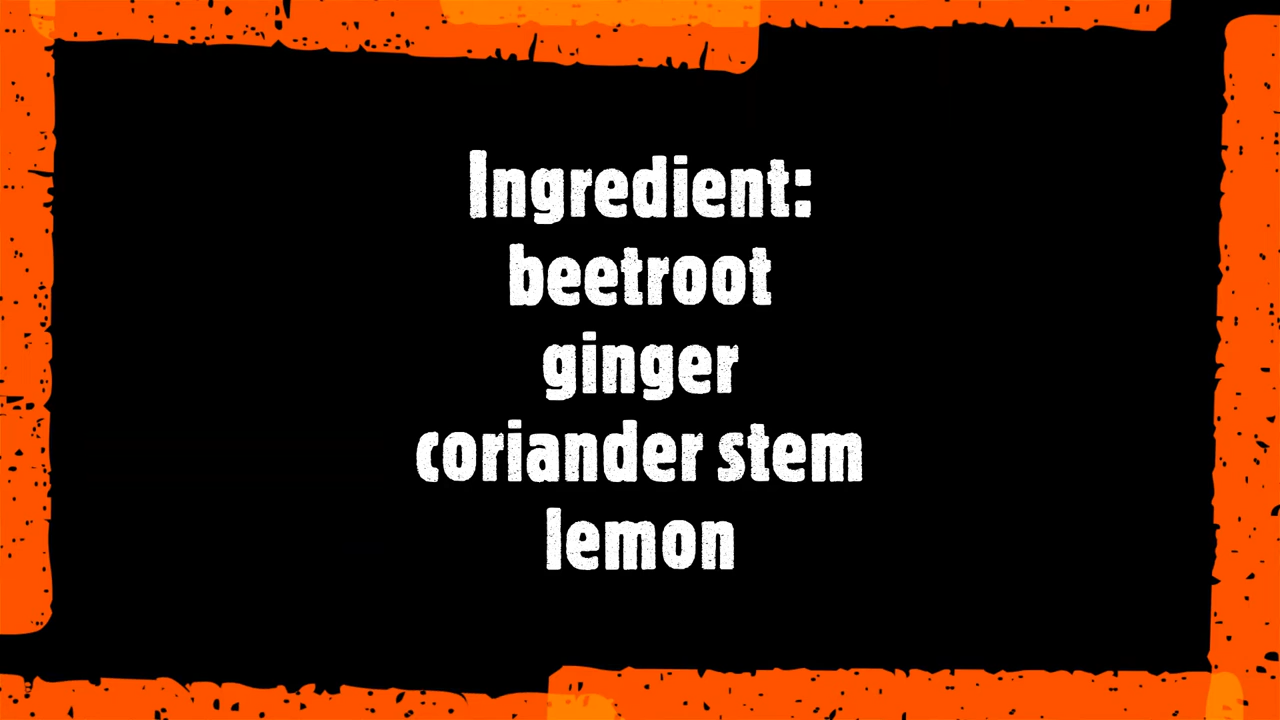 Ingredient:
beetroot
ginger
coriander stem
lemon